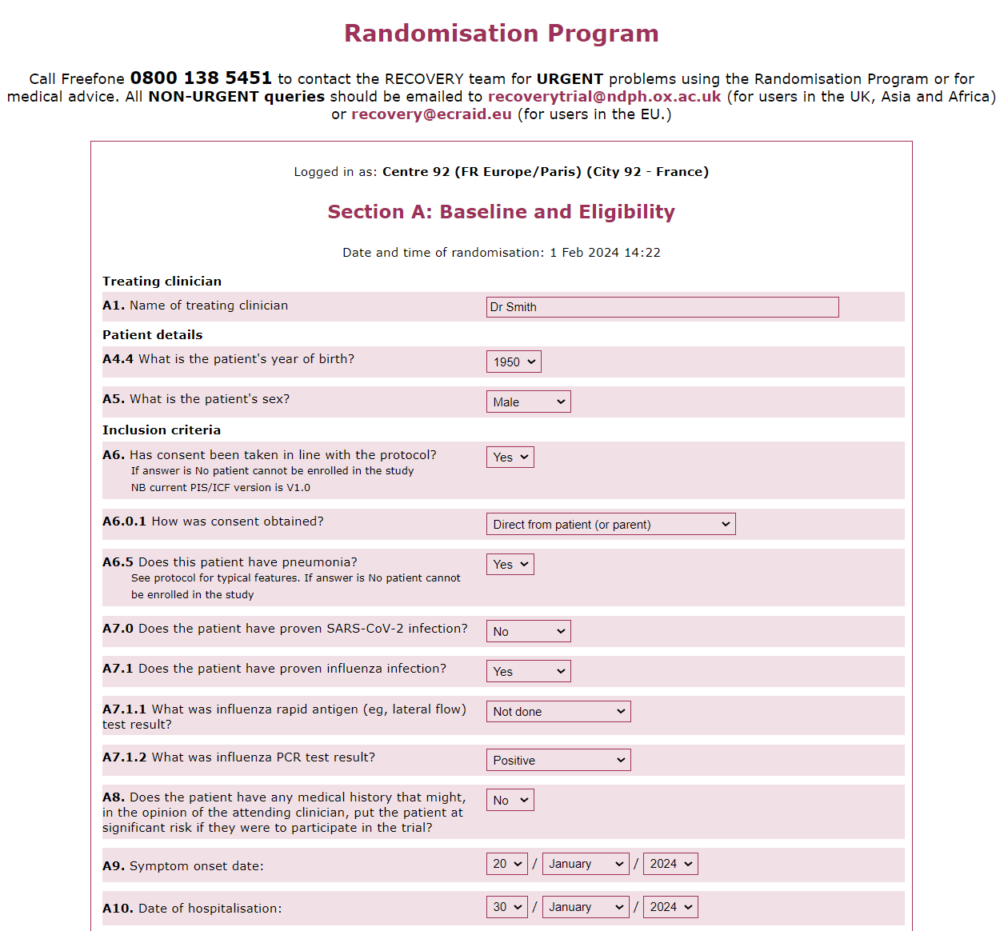 Randomisation Program
Call Freefone 0800 138 5451 to contact the RECOVERY team for URGENT problems using the Randomisation Program or for
medical advice. All NON-URGENT queries should be emailed to recoverytrial@ndph.ox.ac.uk (for users in the UK, Asia and Africa)
or recovery@ecraid.eu (for users in the EU.)
Logged in as: Centre 92 (FR Europe/Paris) (City 92 - France)
Section A: Baseline and Eligibility
Date and time of randomisation: 1 Feb 2024 14:22
Treating clinician
A1. Name of treating clinician Dr Smith
Patient details
A4.4 What is the patient's year of birth? 1950
A5. What is the patient's sex? Male
Inclusion criteria
A6. Has consent been taken in line with the protocol? Yes
If answer is No patient cannot be enrolled in the study
NB current PIS/ICF version is V1.0
A6.0.1 How was consent obtained? Direct from patient (or parent)
A6.5 Does this patient have pneumonia? Yes
See protocol for typical features. If answer is No patient cannot
be enrolled in the study
A7.0 Does the patient have proven SARS-CoV-2 infection? No
A7.1 Does the patient have proven influenza infection? Yes
A7.1.1 What was influenza rapid antigen (eg, lateral flow) Not done
test result?
A7.1.2 What was influenza PCR test result? Positive
A8. Does the patient have any medical history that might, No
in the opinion of the attending clinician, put the patient at
significant risk if they were to participate in the trial?
A9. Symptom onset date: 20 / January / 2024
A10. Date of hospitalisation: 30 / January / 2024